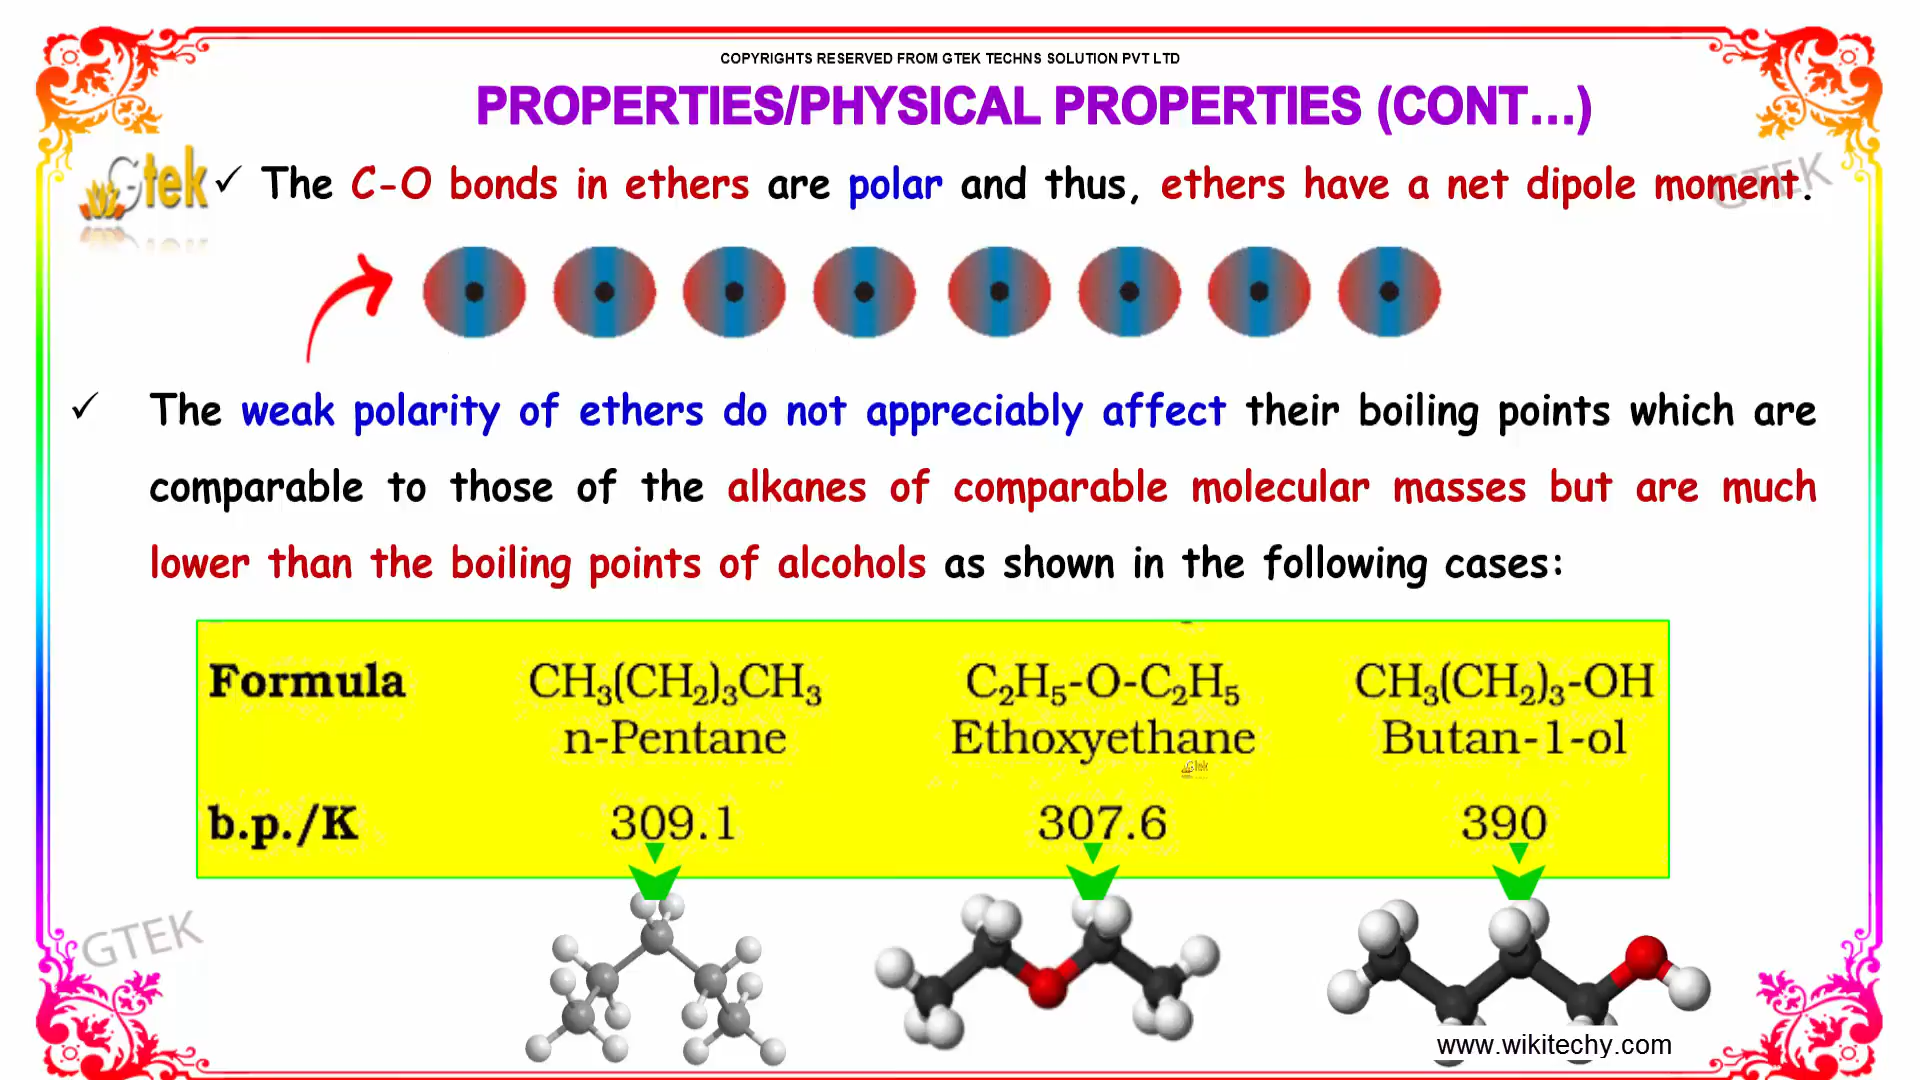 COPYRIGHTS RESERVED FROM GTEK TECHNS SOLUTION PVT LTD
PROPERTIES/PHYSICAL PROPERTIES (CONT...)
Gtek
GTEK
✓ The C-O bonds in ethers are polar and thus, ethers have a net dipole moment.
✓ The weak polarity of ethers do not appreciably affect their boiling points which are
comparable to those of the alkanes of comparable molecular masses but are much
lower than the boiling points of alcohols as shown in the following cases:
Formula CH₃(CH₂)₃CH₃ C₂H₅-O-C₂H₅ CH₃(CH₂)₃-OH
n-Pentane Ethoxyethane Butan-1-ol
Gtek
b.p./K 309.1 307.6 390
GTEK
www.wikitechy.com